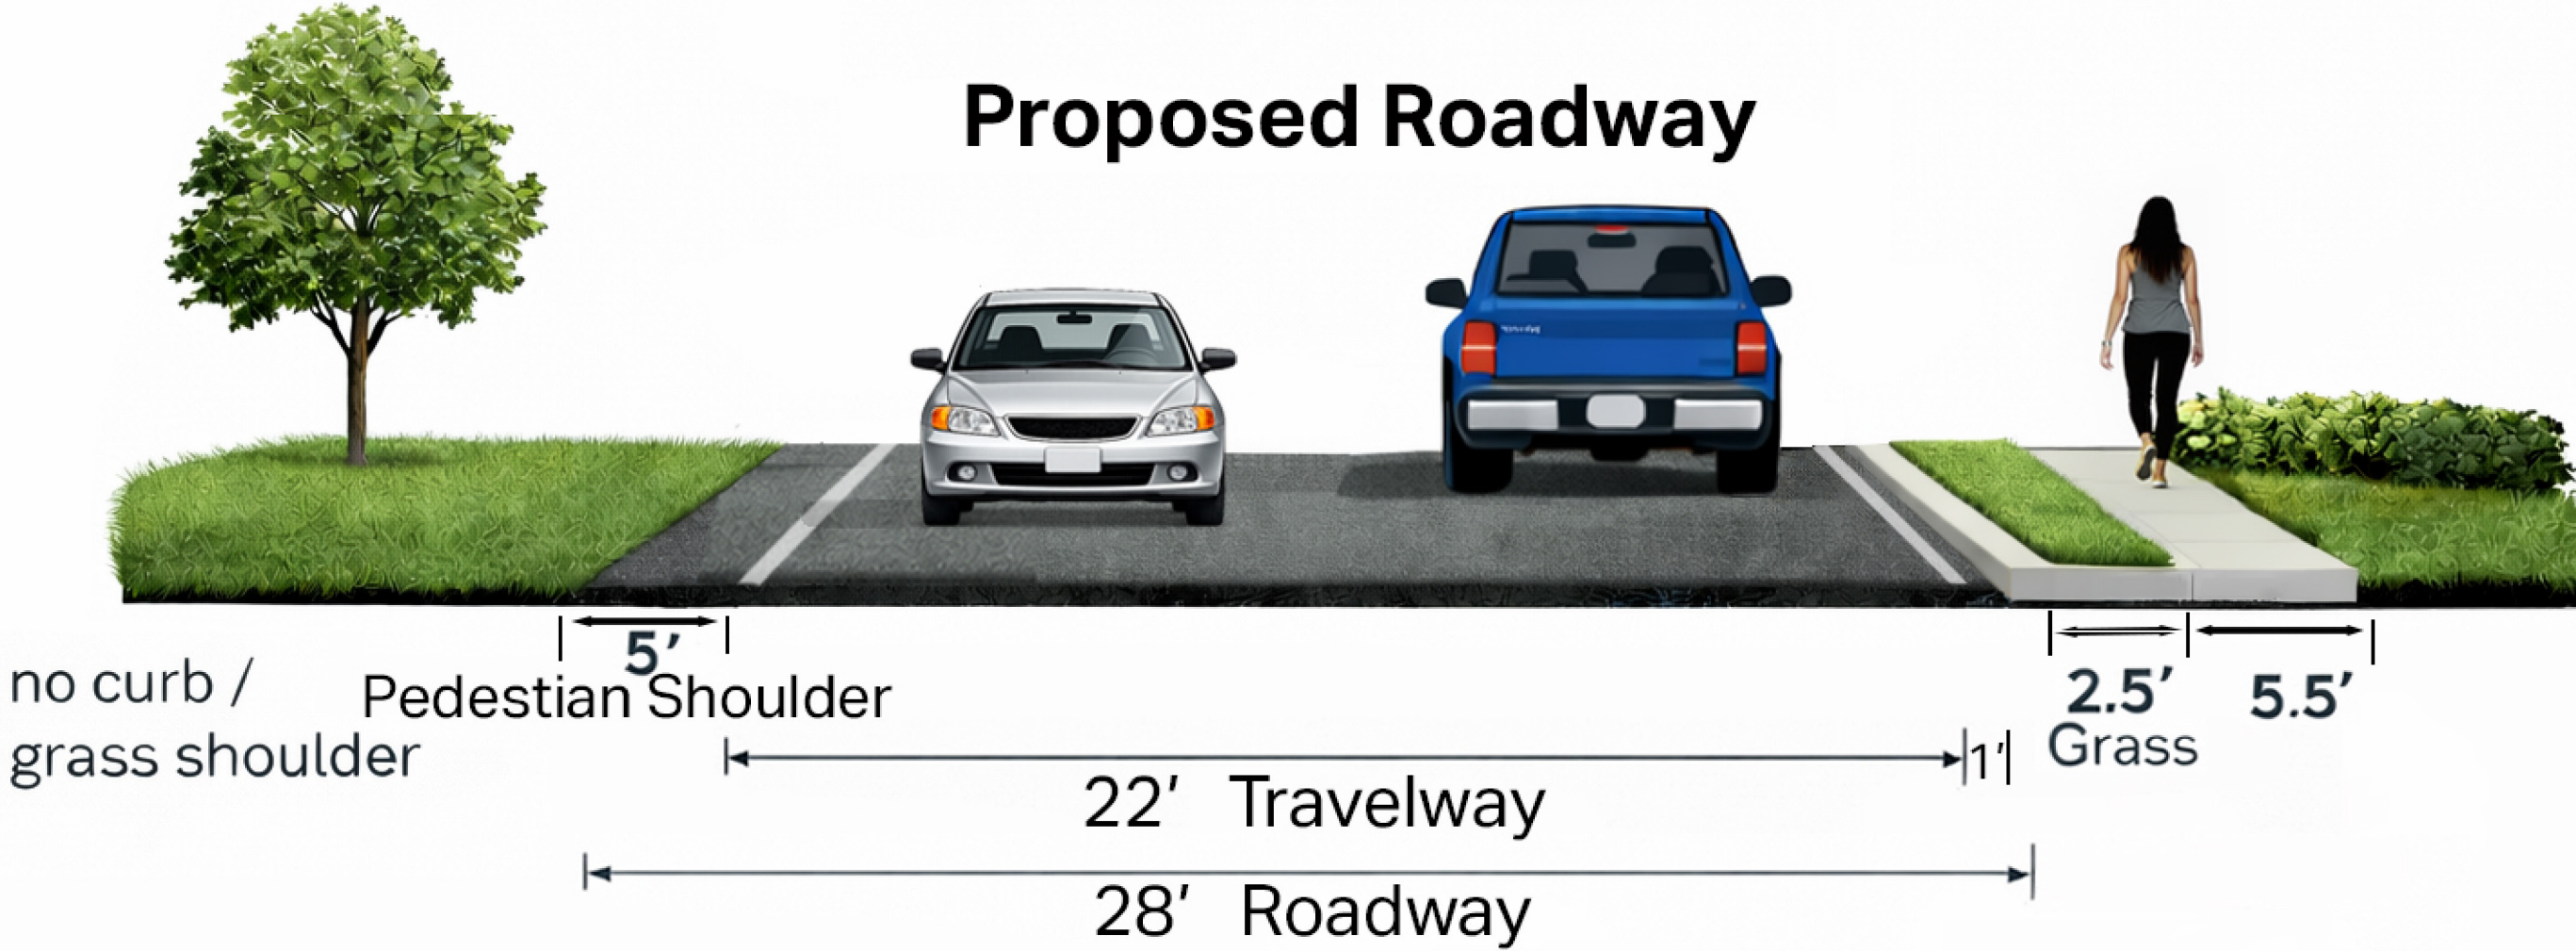 Proposed Roadway
5’
no curb /
grass shoulder
Pedestian Shoulder
2.5’
Grass
5.5’
22’ Travelway
1’
28’ Roadway